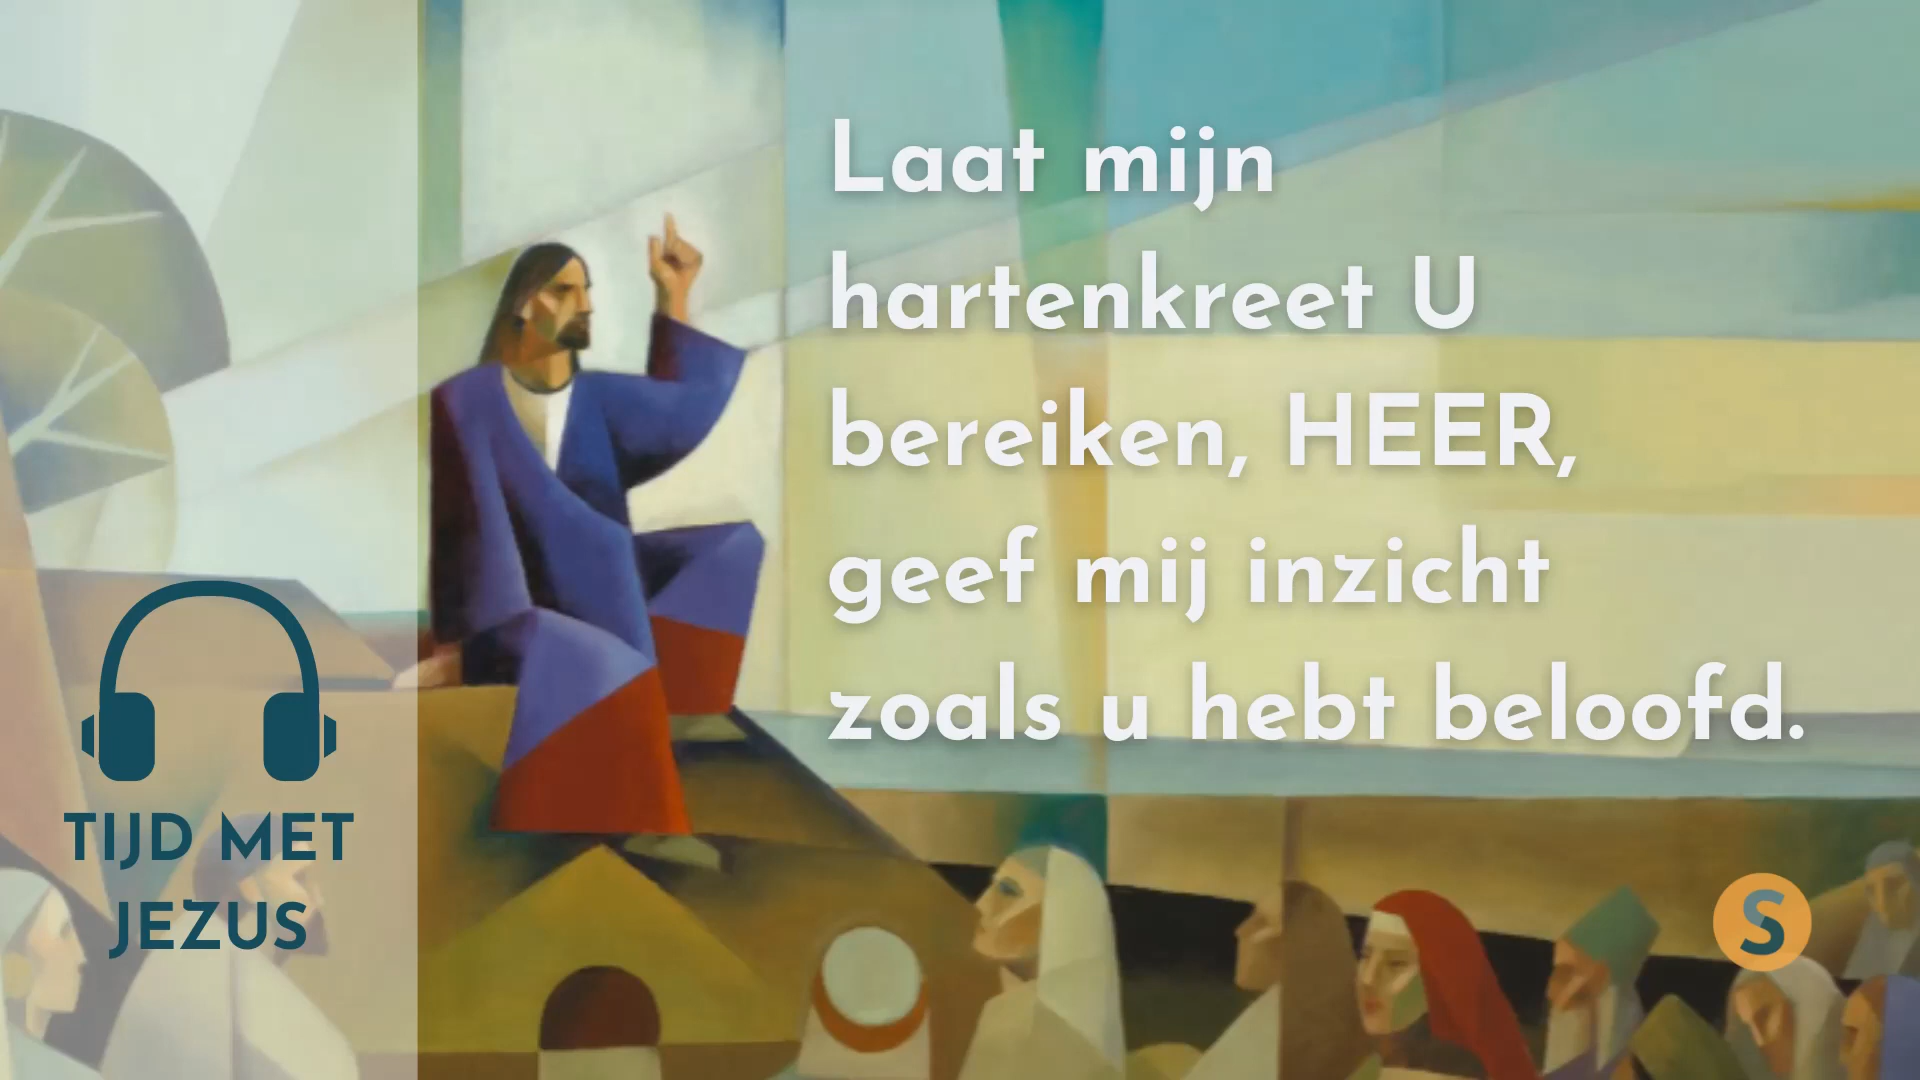 Laat mijn
hartenkreet U
bereiken, HEER,
geef mij inzicht
zoals u hebt beloofd.
TIJD MET
JEZUS
S